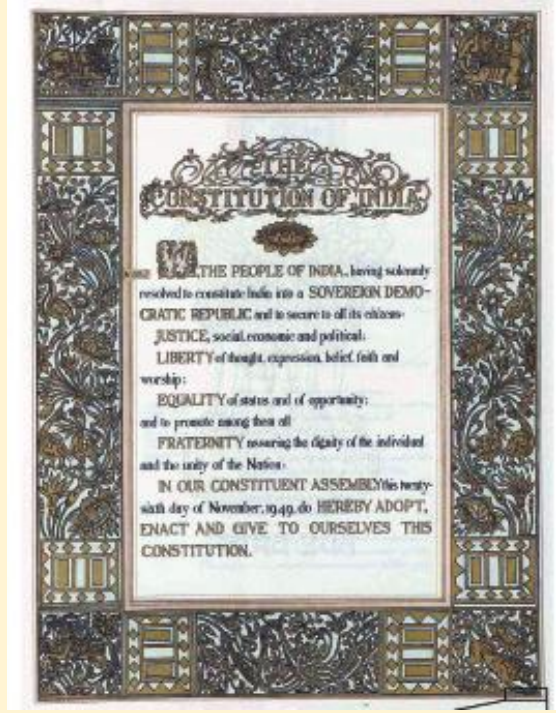 THE
CONSTITUTION OF INDIA
WE, THE PEOPLE OF INDIA, having solemnly
resolved to constitute India into a SOVEREIGN DEMO-
CRATIC REPUBLIC and to secure to all its citizens:
JUSTICE, social, economic and political;
LIBERTY of thought, expression, belief, faith and
worship;
EQUALITY of status and of opportunity;
and to promote among them all
FRATERNITY assuring the dignity of the individual
and the unity of the Nation;
IN OUR CONSTITUENT ASSEMBLY this twenty-
sixth day of November, 1949, do HEREBY ADOPT,
ENACT AND GIVE TO OURSELVES THIS
CONSTITUTION.